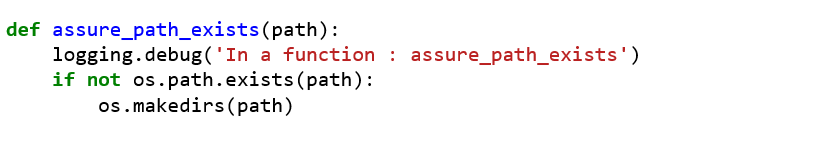 def assure_path_exists(path):
    logging.debug('In a function : assure_path_exists')
    if not os.path.exists(path):
        os.makedirs(path)